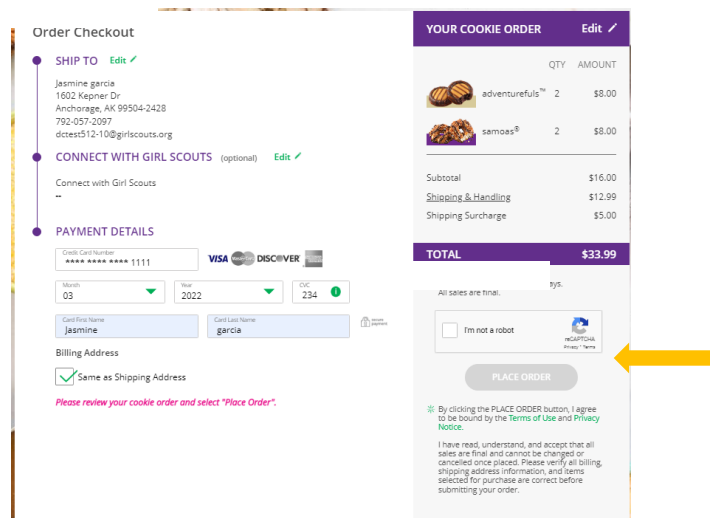 Order Checkout
SHIP TO Edit
Jasmine garcia
1602 Kepner Dr
Anchorage, AK 99504-2428
792-057-2097
dctest512-10@girlscouts.org
CONNECT WITH GIRL SCOUTS (optional) Edit
Connect with Girl Scouts
--
PAYMENT DETAILS
Credit Card Number
**** **** **** 1111
VISA MasterCard DISCOVER
Month
03
Year
2022
CVC
234
Card First Name
Jasmine
Card Last Name
garcia
secure
payment
Billing Address
Same as Shipping Address
Please review your cookie order and select "Place Order".
YOUR COOKIE ORDER Edit
QTY AMOUNT
adventurefuls™ 2 $8.00
samoas® 2 $8.00
Subtotal $16.00
Shipping & Handling $12.99
Shipping Surcharge $5.00
TOTAL $33.99
ays.
All sales are final.
I'm not a robot
reCAPTCHA
Privacy * Terms
PLACE ORDER
By clicking the PLACE ORDER button, I agree
to be bound by the Terms of Use and Privacy
Notice.
I have read, understand, and accept that all
sales are final and cannot be changed or
cancelled once placed. Please verify all billing,
shipping address information, and items
selected for purchase are correct before
submitting your order.